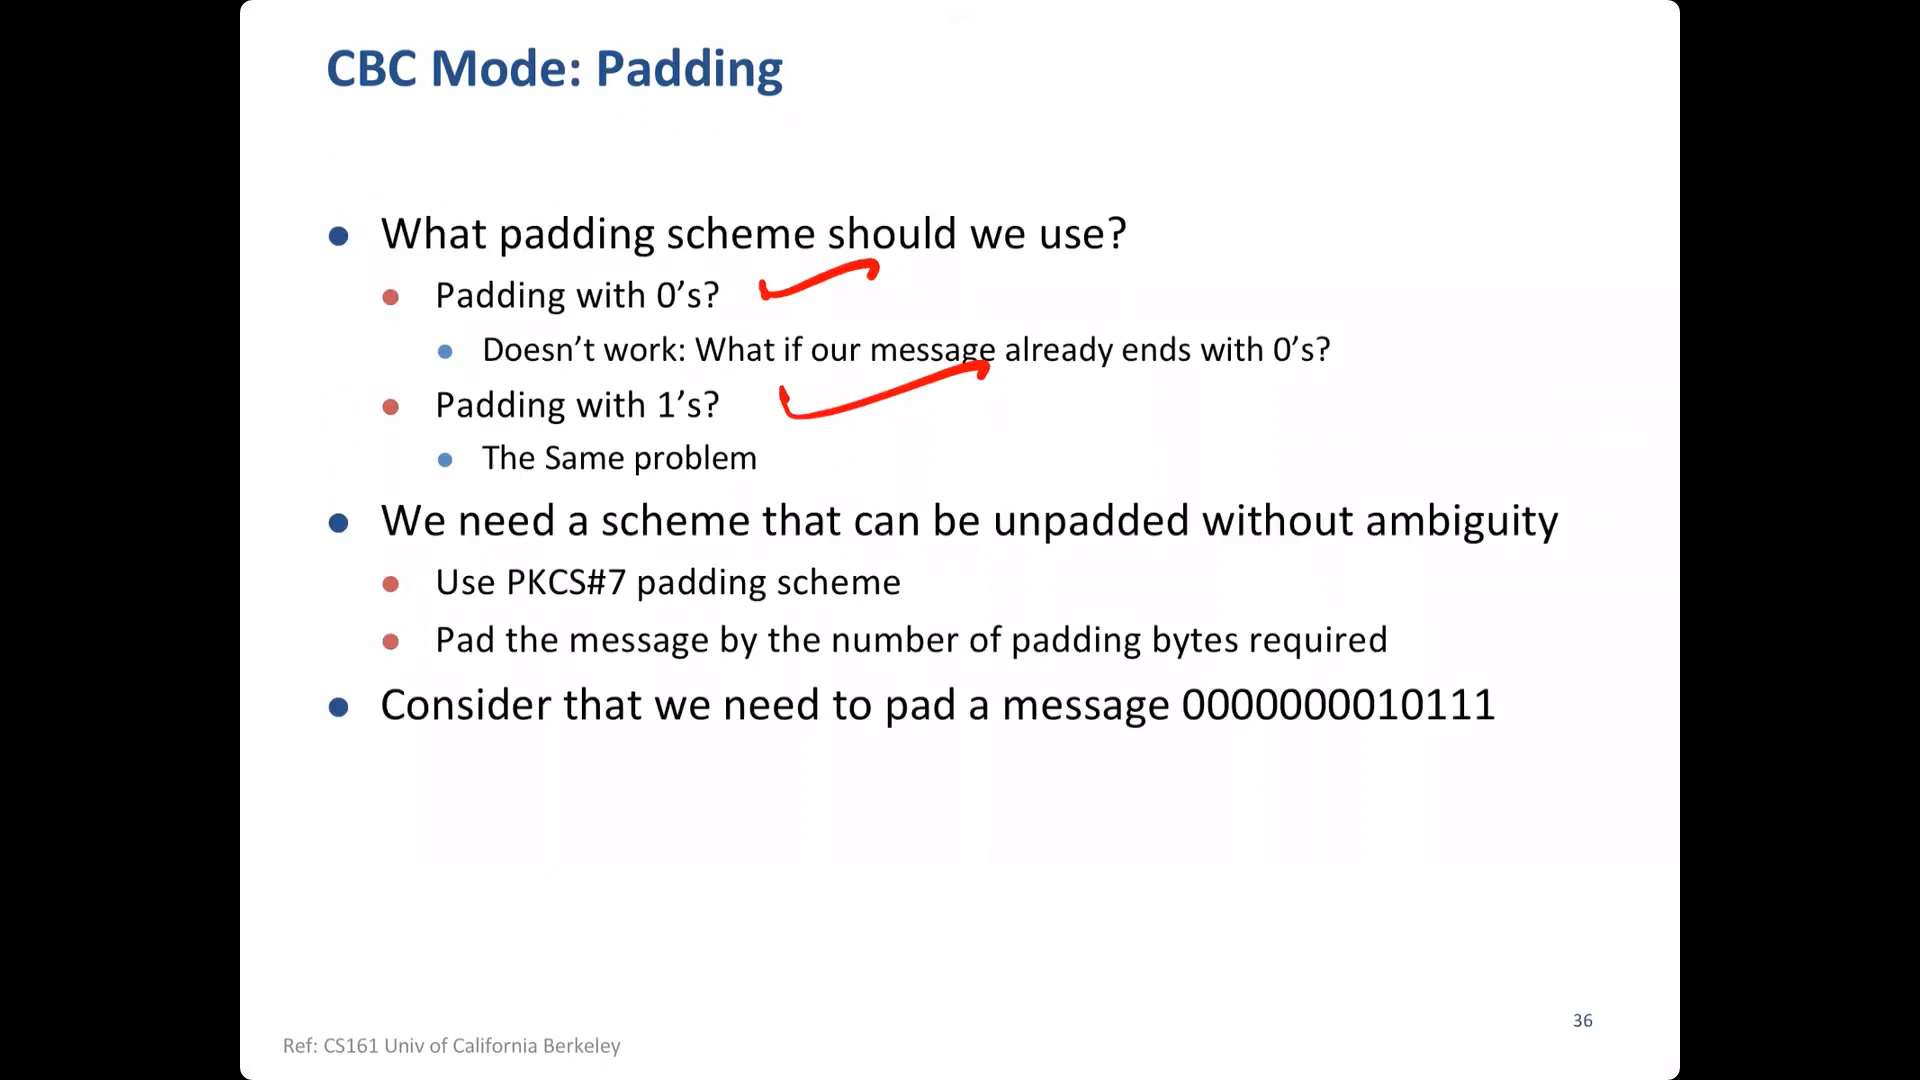 CBC Mode: Padding
What padding scheme should we use?
Padding with 0's?
Doesn't work: What if our message already ends with 0's?
Padding with 1's?
The Same problem
We need a scheme that can be unpadded without ambiguity
Use PKCS#7 padding scheme
Pad the message by the number of padding bytes required
Consider that we need to pad a message 0000000010111
36
Ref: CS161 Univ of California Berkeley